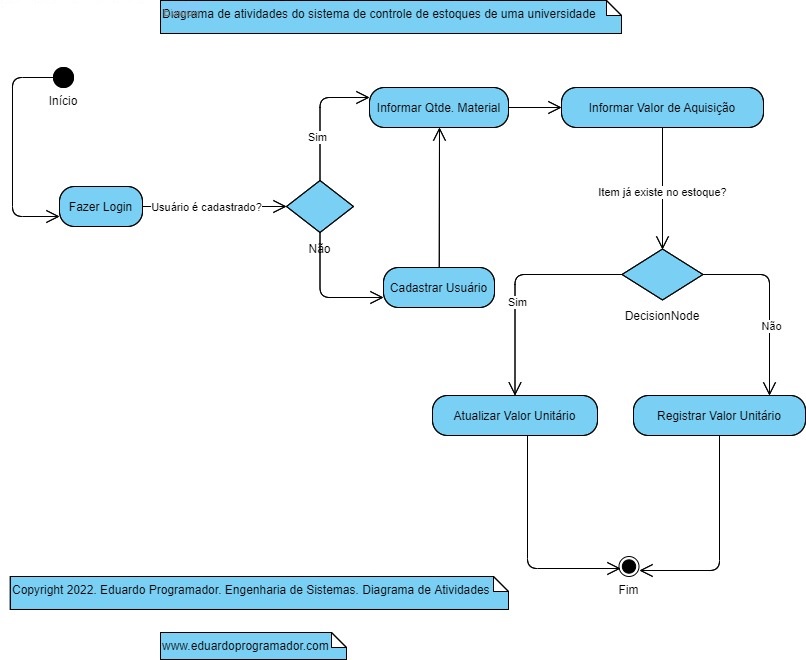 Diagrama de atividades do sistema de controle de estoques de uma universidade
Início
Informar Qtde. Material
Informar Valor de Aquisição
Sim
Fazer Login
Usuário é cadastrado?
Item já existe no estoque?
Não
Cadastrar Usuário
Sim
DecisionNode
Não
Atualizar Valor Unitário
Registrar Valor Unitário
Fim
Copyright 2022. Eduardo Programador. Engenharia de Sistemas. Diagrama de Atividades
www.eduardoprogramador.com